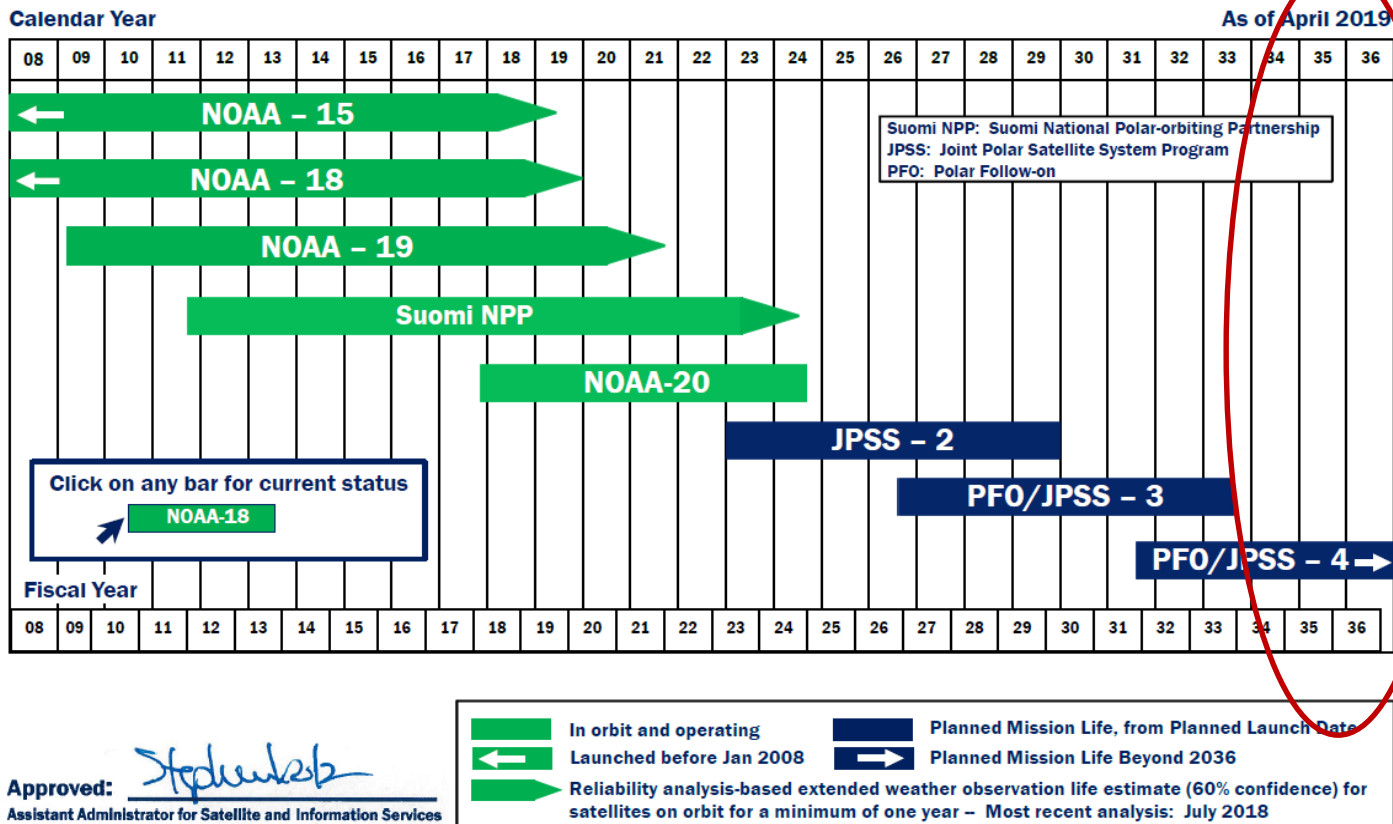 Calendar Year
As of April 2019
08 09 10 11 12 13 14 15 16 17 18 19 20 21 22 23 24 25 26 27 28 29 30 31 32 33 34 35 36
NOAA – 15
Suomi NPP: Suomi National Polar-orbiting Partnership
JPSS: Joint Polar Satellite System Program
PFO: Polar Follow-on
NOAA – 18
NOAA – 19
Suomi NPP
NOAA-20
JPSS – 2
Click on any bar for current status
NOAA-18
PFO/JPSS – 3
PFO/JPSS – 4
Fiscal Year
08 09 10 11 12 13 14 15 16 17 18 19 20 21 22 23 24 25 26 27 28 29 30 31 32 33 34 35 36
Approved:
Assistant Administrator for Satellite and Information Services
In orbit and operating
Launched before Jan 2008
Planned Mission Life, from Planned Launch Date
Planned Mission Life Beyond 2036
Reliability analysis-based extended weather observation life estimate (60% confidence) for
satellites on orbit for a minimum of one year – Most recent analysis: July 2018